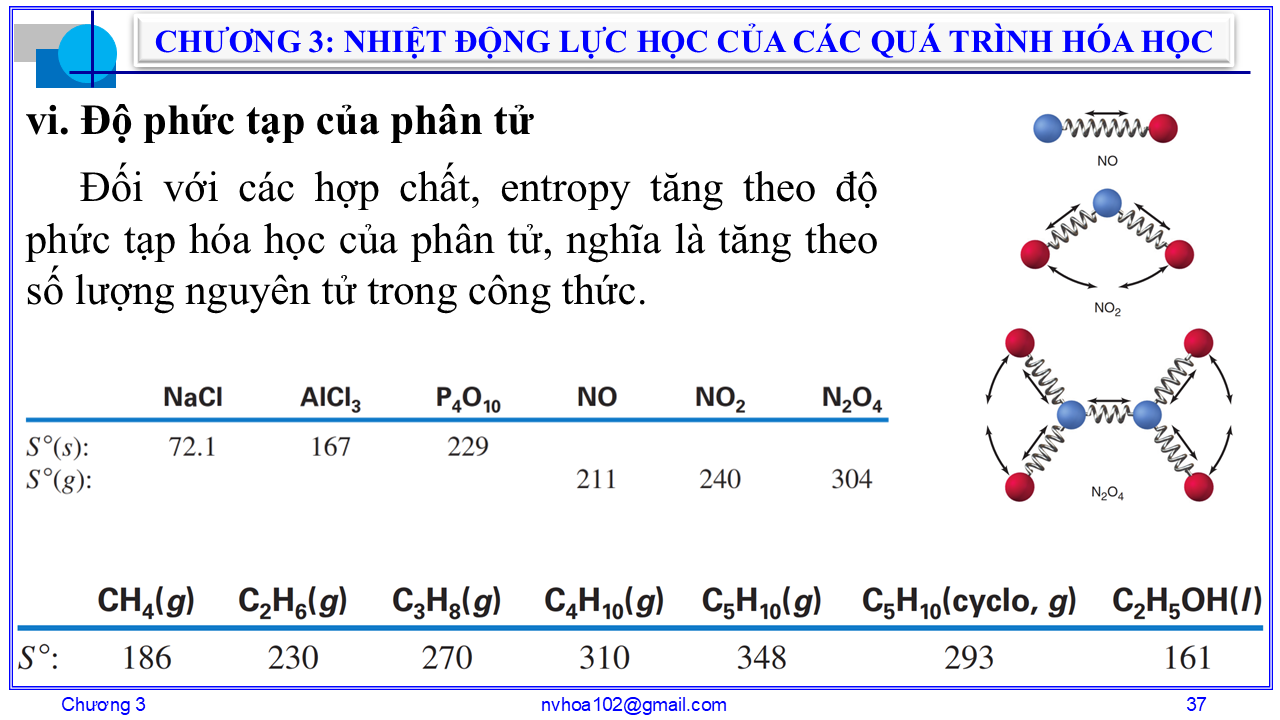 CHƯƠNG 3: NHIỆT ĐỘNG LỰC HỌC CỦA CÁC QUÁ TRÌNH HÓA HỌC
vi. Độ phức tạp của phân tử
Đối với các hợp chất, entropy tăng theo độ
phức tạp hóa học của phân tử, nghĩa là tăng theo
số lượng nguyên tử trong công thức.
NO
NO₂
N₂O₄
NaCl AlCl₃ P₄O₁₀ NO NO₂ N₂O₄
S°(s): 72.1 167 229
S°(g): 211 240 304
CH₄(g) C₂H₆(g) C₃H₈(g) C₄H₁₀(g) C₅H₁₀(g) C₅H₁₀(cyclo, g) C₂H₅OH(l)
S°: 186 230 270 310 348 293 161
Chương 3 nvhoa102@gmail.com 37